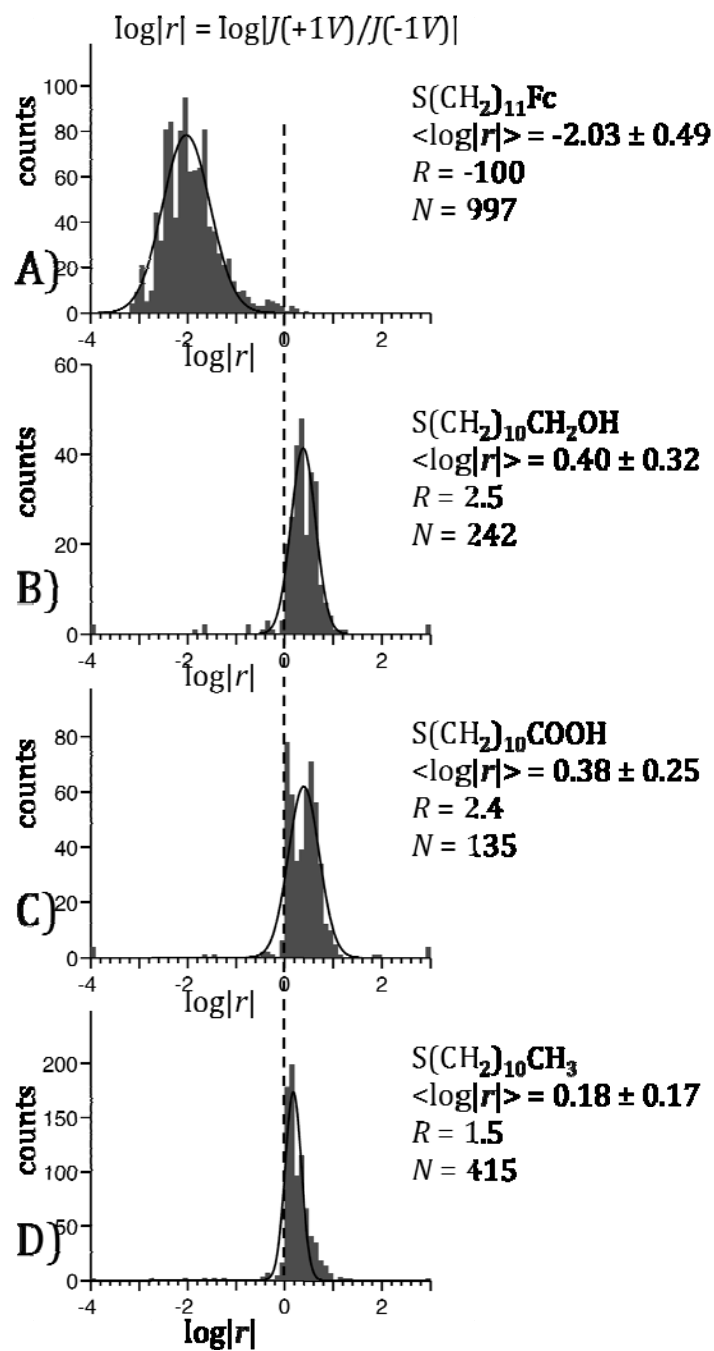 log|r| = log|J(+1V)/J(-1V)|
counts
100
80
60
40
20
0
-4
-2
0
2
log|r|
A)
S(CH₂)₁₁Fc
<log|r|> = -2.03 ± 0.49
R = -100
N = 997
counts
60
40
20
0
-4
-2
0
2
log|r|
B)
S(CH₂)₁₀CH₂OH
<log|r|> = 0.40 ± 0.32
R = 2.5
N = 242
counts
80
60
40
20
0
-4
-2
0
2
log|r|
C)
S(CH₂)₁₀COOH
<log|r|> = 0.38 ± 0.25
R = 2.4
N = 135
counts
200
150
100
50
0
-4
-2
0
2
log|r|
D)
S(CH₂)₁₀CH₃
<log|r|> = 0.18 ± 0.17
R = 1.5
N = 415